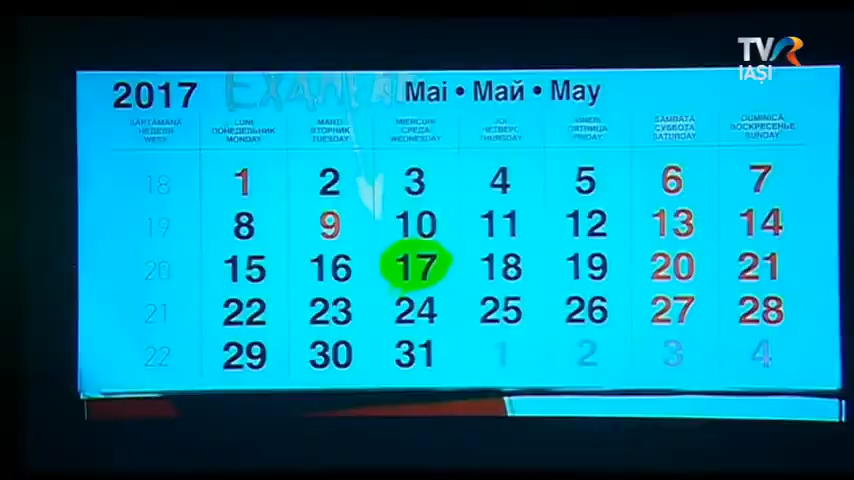 TVR
IAȘI
2017 EXAMEN Mai • Май • May
SĂPTĂMÂNA LUNI MARȚI MIERCURI JOI VINERI SÂMBĂTĂ DUMINICĂ
НЕДЕЛЯ ПОНЕДЕЛЬНИК ВТОРНИК СРЕДА ЧЕТВЕРГ ПЯТНИЦА СУББОТА ВОСКРЕСЕНЬЕ
WEEK MONDAY TUESDAY WEDNESDAY THURSDAY FRIDAY SATURDAY SUNDAY
18 1 2 3 4 5 6 7
19 8 9 10 11 12 13 14
20 15 16 17 18 19 20 21
21 22 23 24 25 26 27 28
22 29 30 31 1 2 3 4